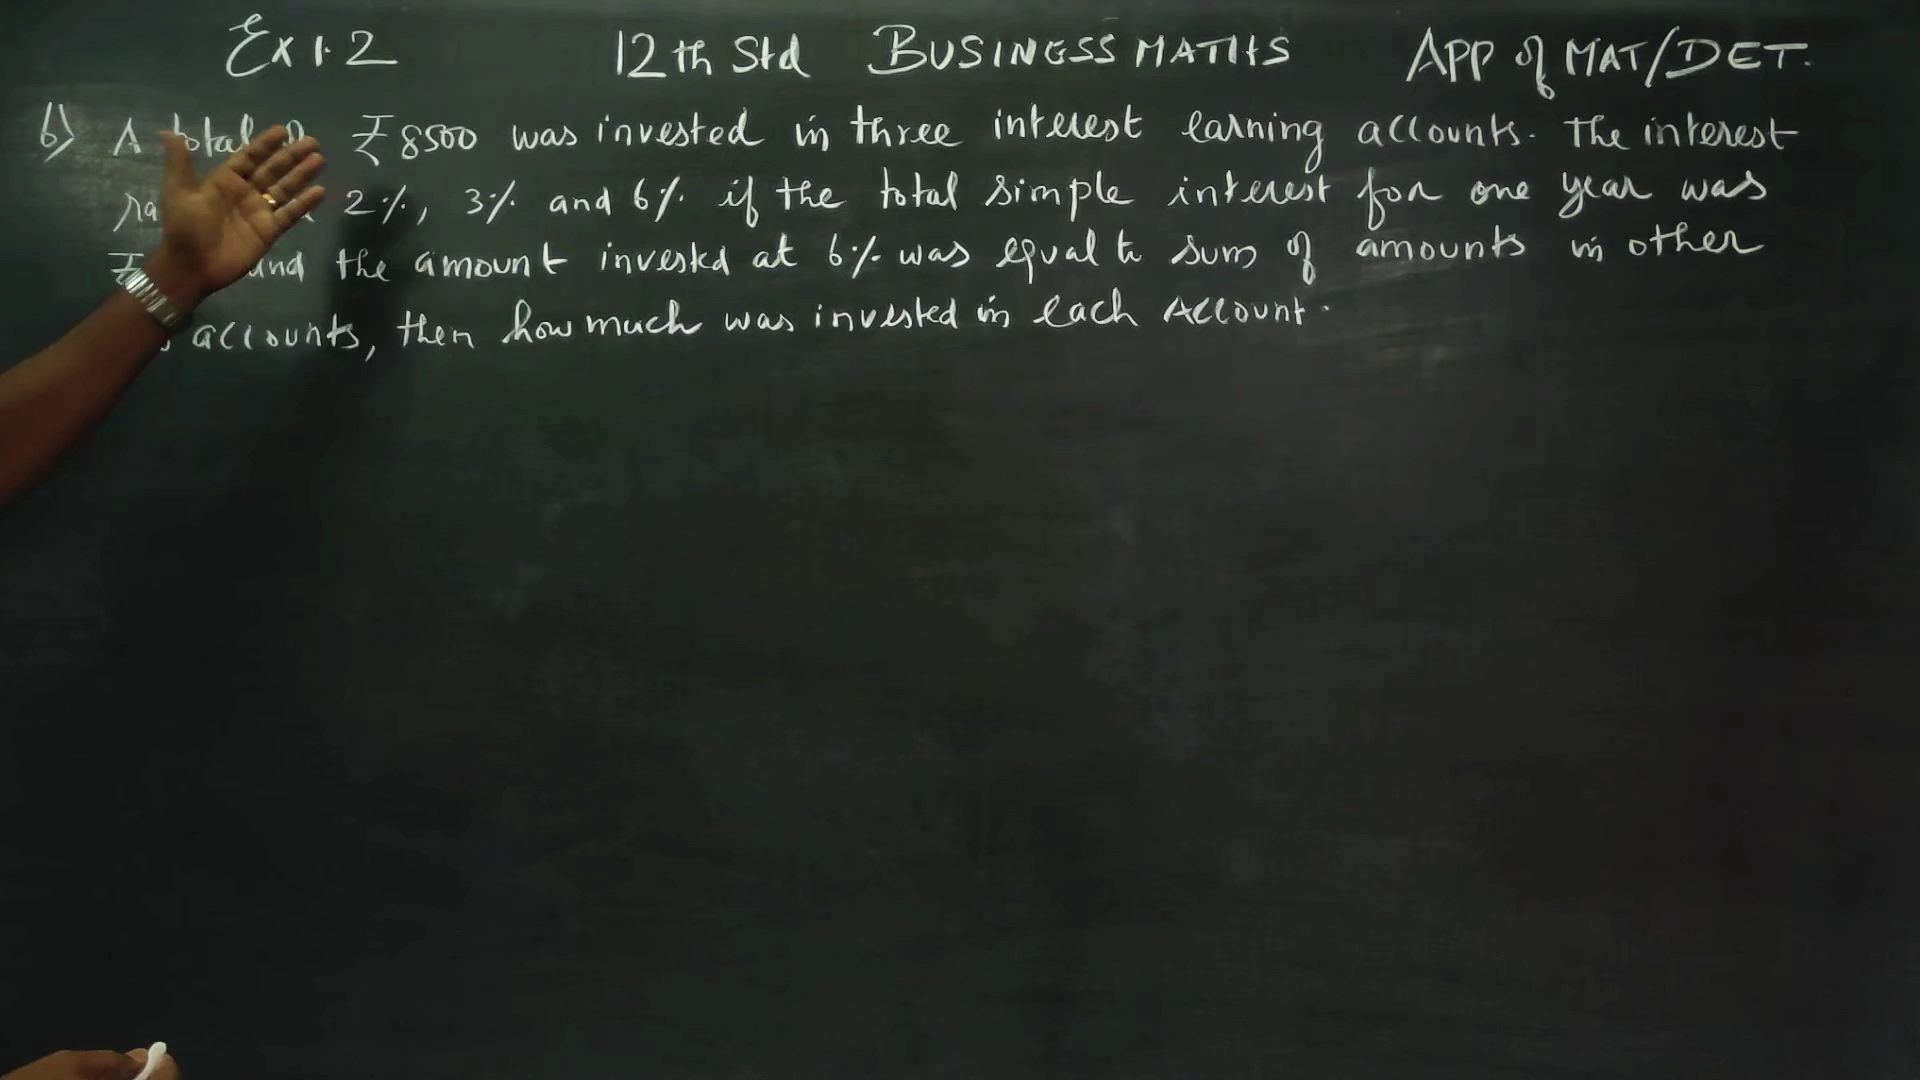 Ex 1.2 12th Std BUSINESS MATHS APP of MAT/DET.
6) A total ₹8500 was invested in three interest earning accounts. The interest
2%, 3% and 6% if the total simple interest for one year was
₹ and the amount invested at 6% was equal to sum of amounts in other
accounts, then how much was invested in each Account.